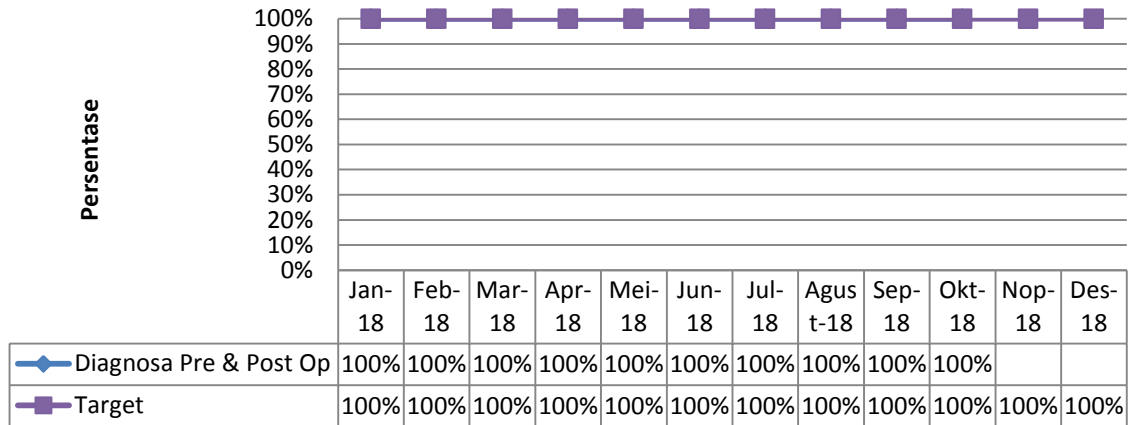 Persentase
100%
90%
80%
70%
60%
50%
40%
30%
20%
10%
0%
Jan-18 Feb-18 Mar-18 Apr-18 Mei-18 Jun-18 Jul-18 Agust-18 Sep-18 Okt-18 Nop-18 Des-18
Diagnosa Pre & Post Op 100% 100% 100% 100% 100% 100% 100% 100% 100% 100%
Target 100% 100% 100% 100% 100% 100% 100% 100% 100% 100% 100% 100%